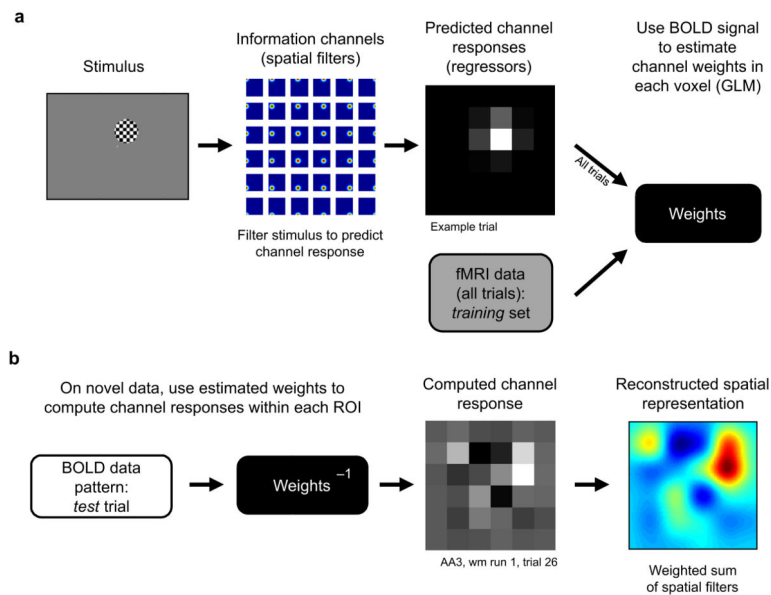 a
Stimulus
Information channels
(spatial filters)
Predicted channel
responses
(regressors)
Use BOLD signal
to estimate
channel weights in
each voxel (GLM)
All trials
Weights
Filter stimulus to predict
channel response
Example trial
fMRI data
(all trials):
training set
b
On novel data, use estimated weights to
compute channel responses within each ROI
Computed channel
response
Reconstructed spatial
representation
BOLD data
pattern:
test trial
Weights –1
AA3, wm run 1, trial 26
Weighted sum
of spatial filters